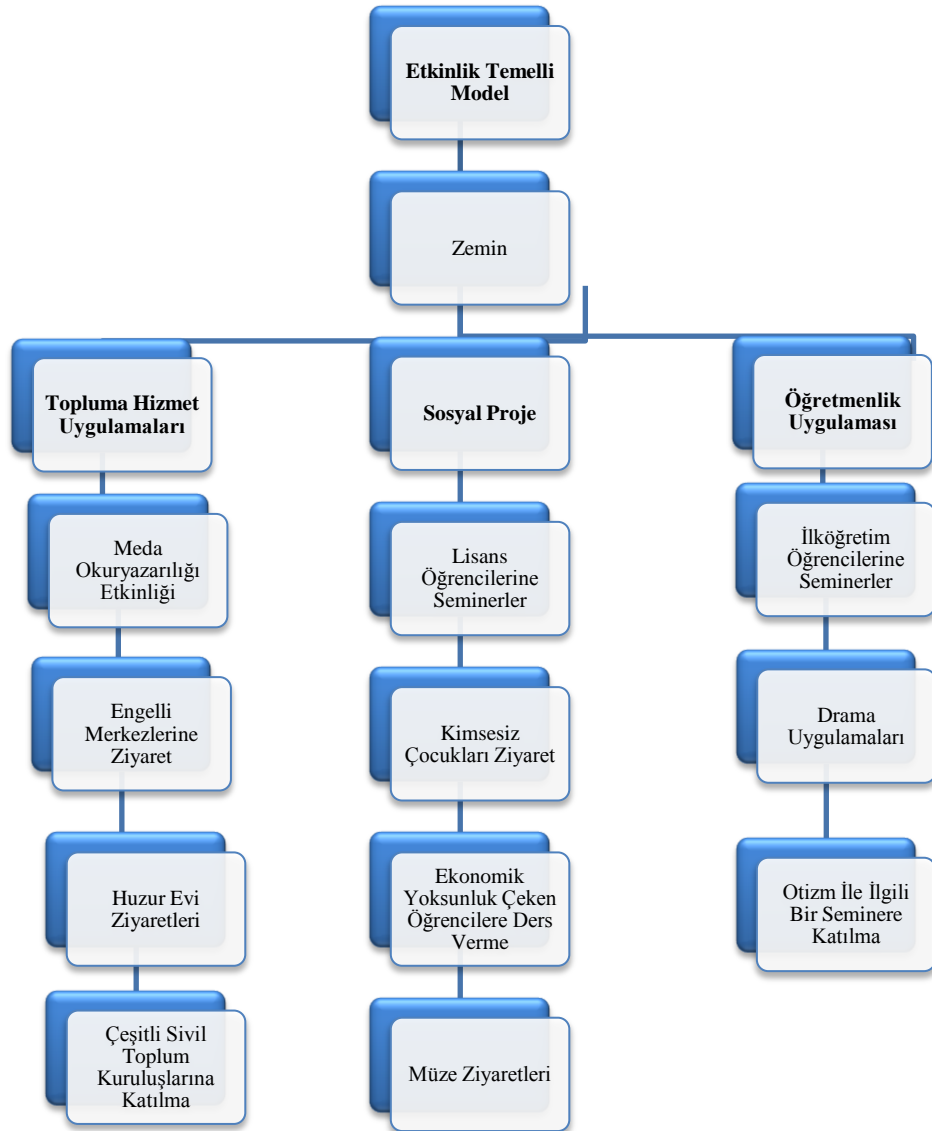 Etkinlik Temelli
Model
Zemin
Topluma Hizmet
Uygulamaları
Meda
Okuryazarılığı
Etkinliği
Engelli
Merkezlerine
Ziyaret
Huzur Evi
Ziyaretleri
Çeşitli Sivil
Toplum
Kuruluşlarına
Katılma
Sosyal Proje
Lisans
Öğrencilerine
Seminerler
Kimsesiz
Çocukları Ziyaret
Ekonomik
Yoksunluk Çeken
Öğrencilere Ders
Verme
Müze Ziyaretleri
Öğretmenlik
Uygulaması
İlköğretim
Öğrencilerine
Seminerler
Drama
Uygulamaları
Otizm İle İlgili
Bir Seminere
Katılma